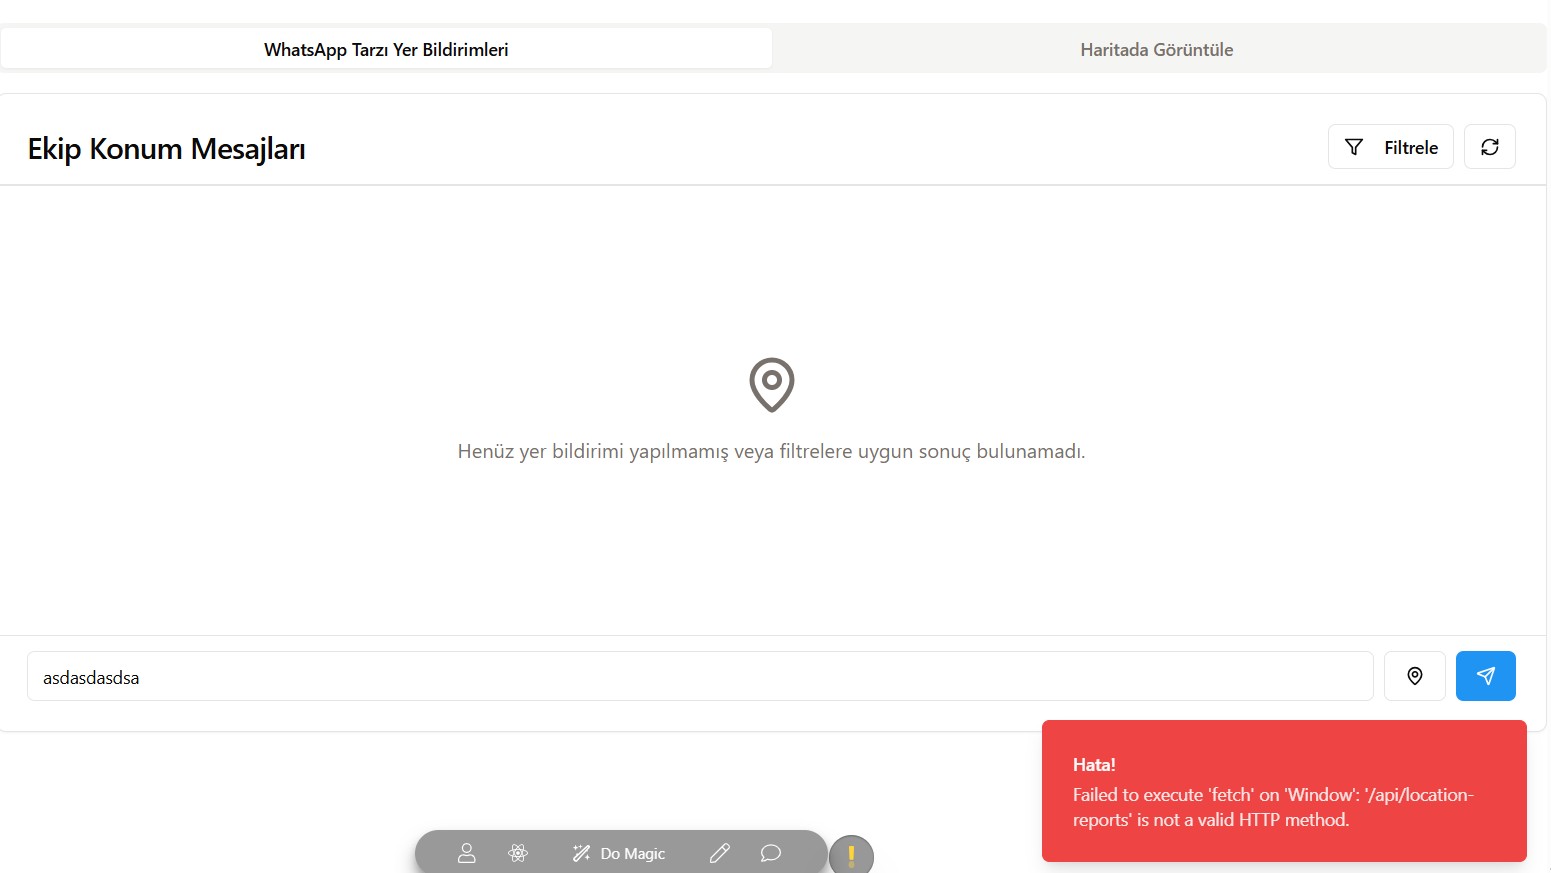 WhatsApp Tarzı Yer Bildirimleri
Haritada Görüntüle
Ekip Konum Mesajları
Filtrele
Henüz yer bildirimi yapılmamış veya filtrelere uygun sonuç bulunamadı.
asdasdasdsa
Hata!
Failed to execute 'fetch' on 'Window': '/api/location-
reports' is not a valid HTTP method.
Do Magic